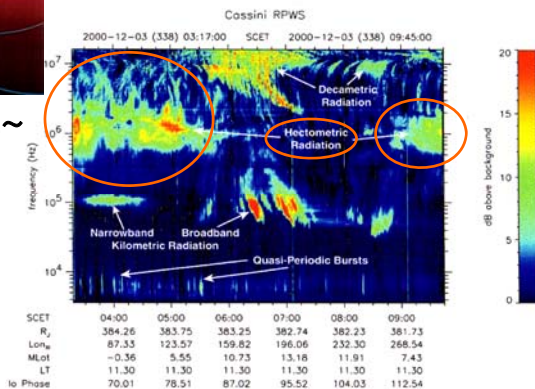 Cassini RPWS
2000-12-03 (338) 03:17:00 SCET 2000-12-03 (338) 09:45:00
10⁷
10⁶
10⁵
10⁴
frequency (Hz)
~
Decametric
Radiation
Hectometric
Radiation
Narrowband
Kilometric Radiation
Broadband
Quasi-Periodic Bursts
20
15
10
5
0
dB above background
SCET 04:00 05:00 06:00 07:00 08:00 09:00
R_J 384.26 383.75 383.25 382.74 382.23 381.73
Lon_III 87.33 123.57 159.82 196.06 232.30 268.54
MLat -0.36 5.55 10.73 13.18 11.91 7.43
LT 11.30 11.30 11.30 11.30 11.30 11.30
Io Phase 70.01 78.51 87.02 95.52 104.03 112.54